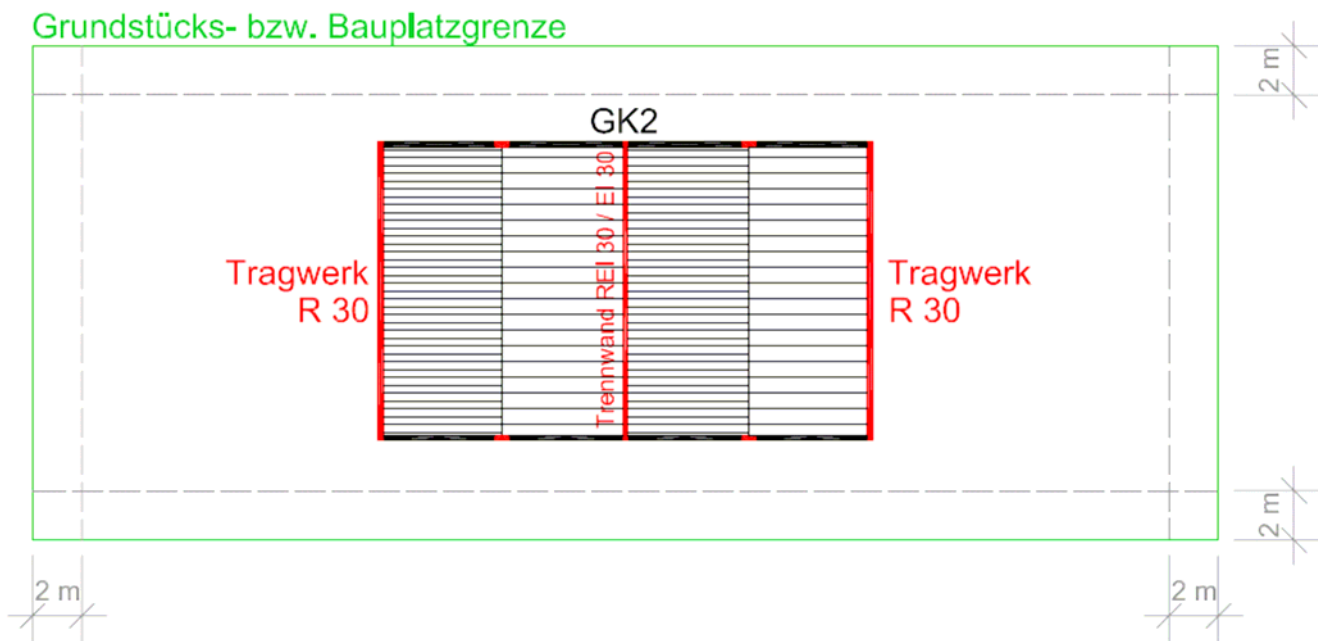 Grundstücks- bzw. Bauplatzgrenze
2 m
GK2
Trennwand REI 30 / EI 30
Tragwerk
R 30
Tragwerk
R 30
2 m
2 m
2 m